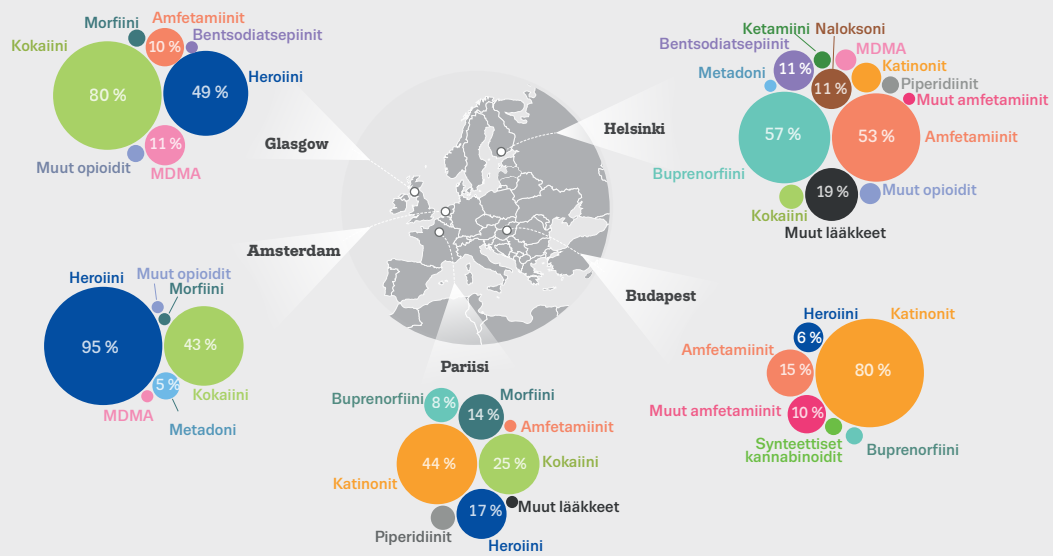 Morfiini
Amfetamiinit
Bentsodiatsepiinit
Kokaiini
10 %
Heroiini
80 %
49 %
11 %
Muut opioidit
MDMA
Glasgow
Ketamiini
Naloksoni
Bentsodiatsepiinit
MDMA
Metadoni
11 %
Katinonit
11 %
Piperidiinit
Muut amfetamiinit
57 %
53 %
Amfetamiinit
Buprenorfiini
19 %
Muut opioidit
Kokaiini
Muut lääkkeet
Helsinki
Amsterdam
Heroiini
Muut opioidit
Morfiini
95 %
43 %
5 %
Kokaiini
MDMA
Metadoni
Budapest
Heroiini
Katinonit
6 %
Amfetamiinit
15 %
80 %
Muut amfetamiinit
10 %
Synteettiset
kannabinoidit
Buprenorfiini
Pariisi
Buprenorfiini
Morfiini
8 %
14 %
Amfetamiinit
44 %
25 %
Kokaiini
Katinonit
17 %
Muut lääkkeet
Piperidiinit
Heroiini